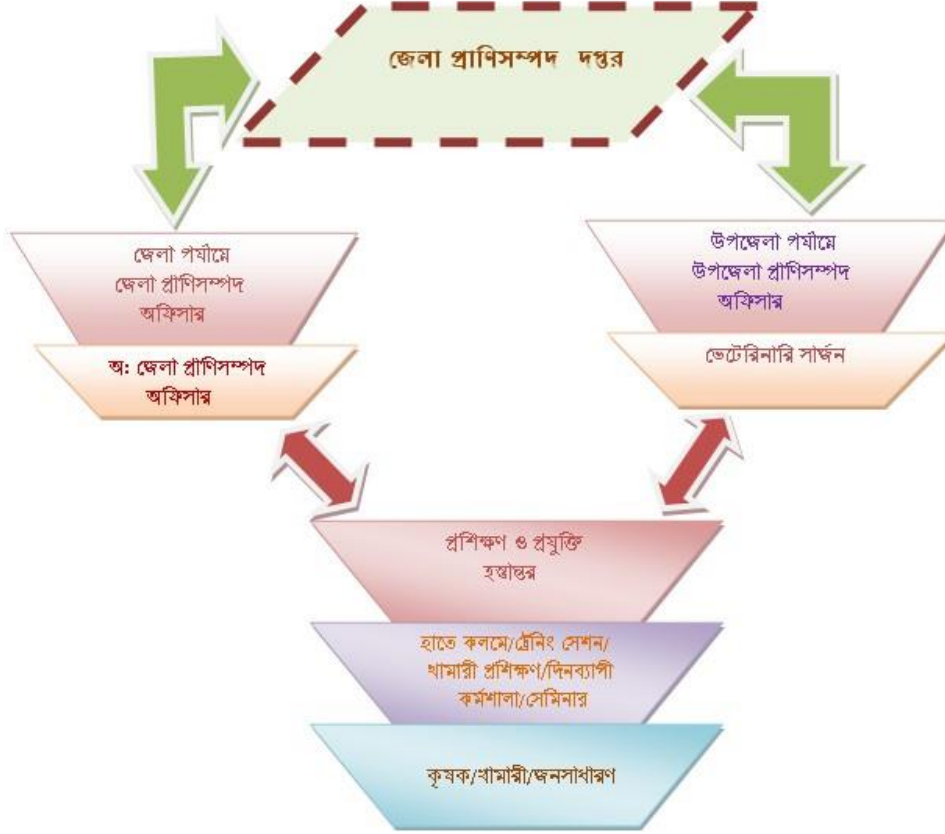 জেলা প্রাণিসম্পদ দপ্তর
জেলা পর্যায়ে
জেলা প্রাণিসম্পদ
অফিসার
অ: জেলা প্রাণিসম্পদ
অফিসার
উপজেলা পর্যায়ে
উপজেলা প্রাণিসম্পদ
অফিসার
ভেটেরিনারি সার্জন
প্রশিক্ষণ ও প্রযুক্তি
হস্তান্তর
হাতে কলমে/ট্রেনিং সেশন/
খামারী প্রশিক্ষণ/দিনব্যাপী
কর্মশালা/সেমিনার
কৃষক/খামারী/জনসাধারণ